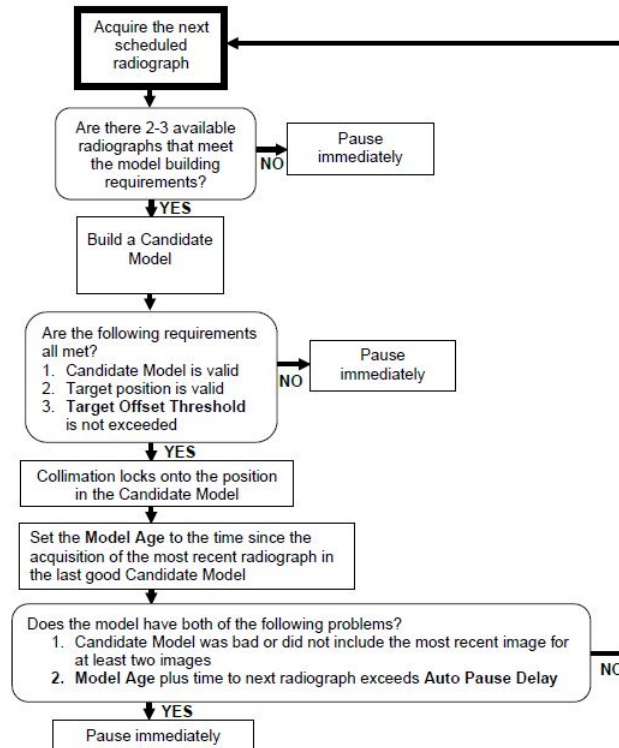 Acquire the next
scheduled
radiograph
Are there 2-3 available
radiographs that meet
the model building
requirements?
NO
Pause
immediately
YES
Build a Candidate
Model
Are the following requirements
all met?
1. Candidate Model is valid
2. Target position is valid
3. Target Offset Threshold
is not exceeded
NO
Pause
immediately
YES
Collimation locks onto the position
in the Candidate Model
Set the Model Age to the time since the
acquisition of the most recent radiograph in
the last good Candidate Model
Does the model have both of the following problems?
1. Candidate Model was bad or did not include the most recent image for
at least two images
2. Model Age plus time to next radiograph exceeds Auto Pause Delay
NO
YES
Pause immediately